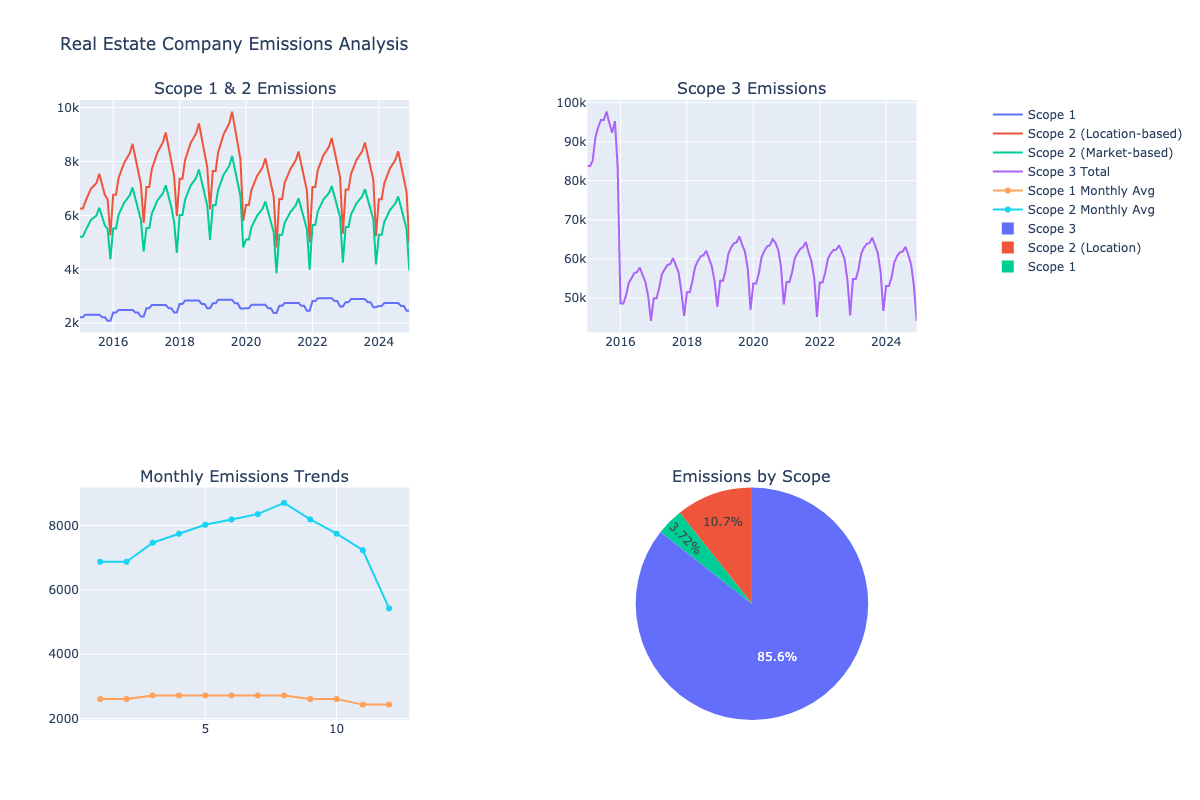 Real Estate Company Emissions Analysis
Scope 1 & 2 Emissions
10k
8k
6k
4k
2k
2016
2018
2020
2022
2024
Scope 3 Emissions
100k
90k
80k
70k
60k
50k
2016
2018
2020
2022
2024
Scope 1
Scope 2 (Location-based)
Scope 2 (Market-based)
Scope 3 Total
Scope 1 Monthly Avg
Scope 2 Monthly Avg
Scope 3
Scope 2 (Location)
Scope 1
Monthly Emissions Trends
8000
6000
4000
2000
5
10
Emissions by Scope
10.7%
3.72%
85.6%